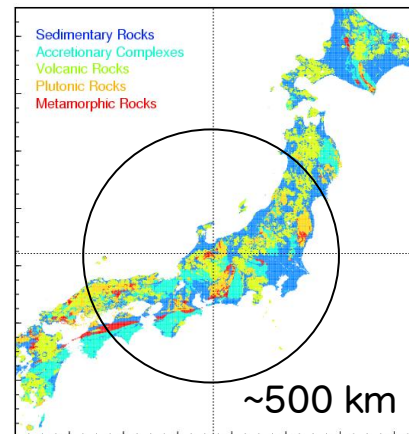 Sedimentary Rocks
Accretionary Complexes
Volcanic Rocks
Plutonic Rocks
Metamorphic Rocks
~500 km